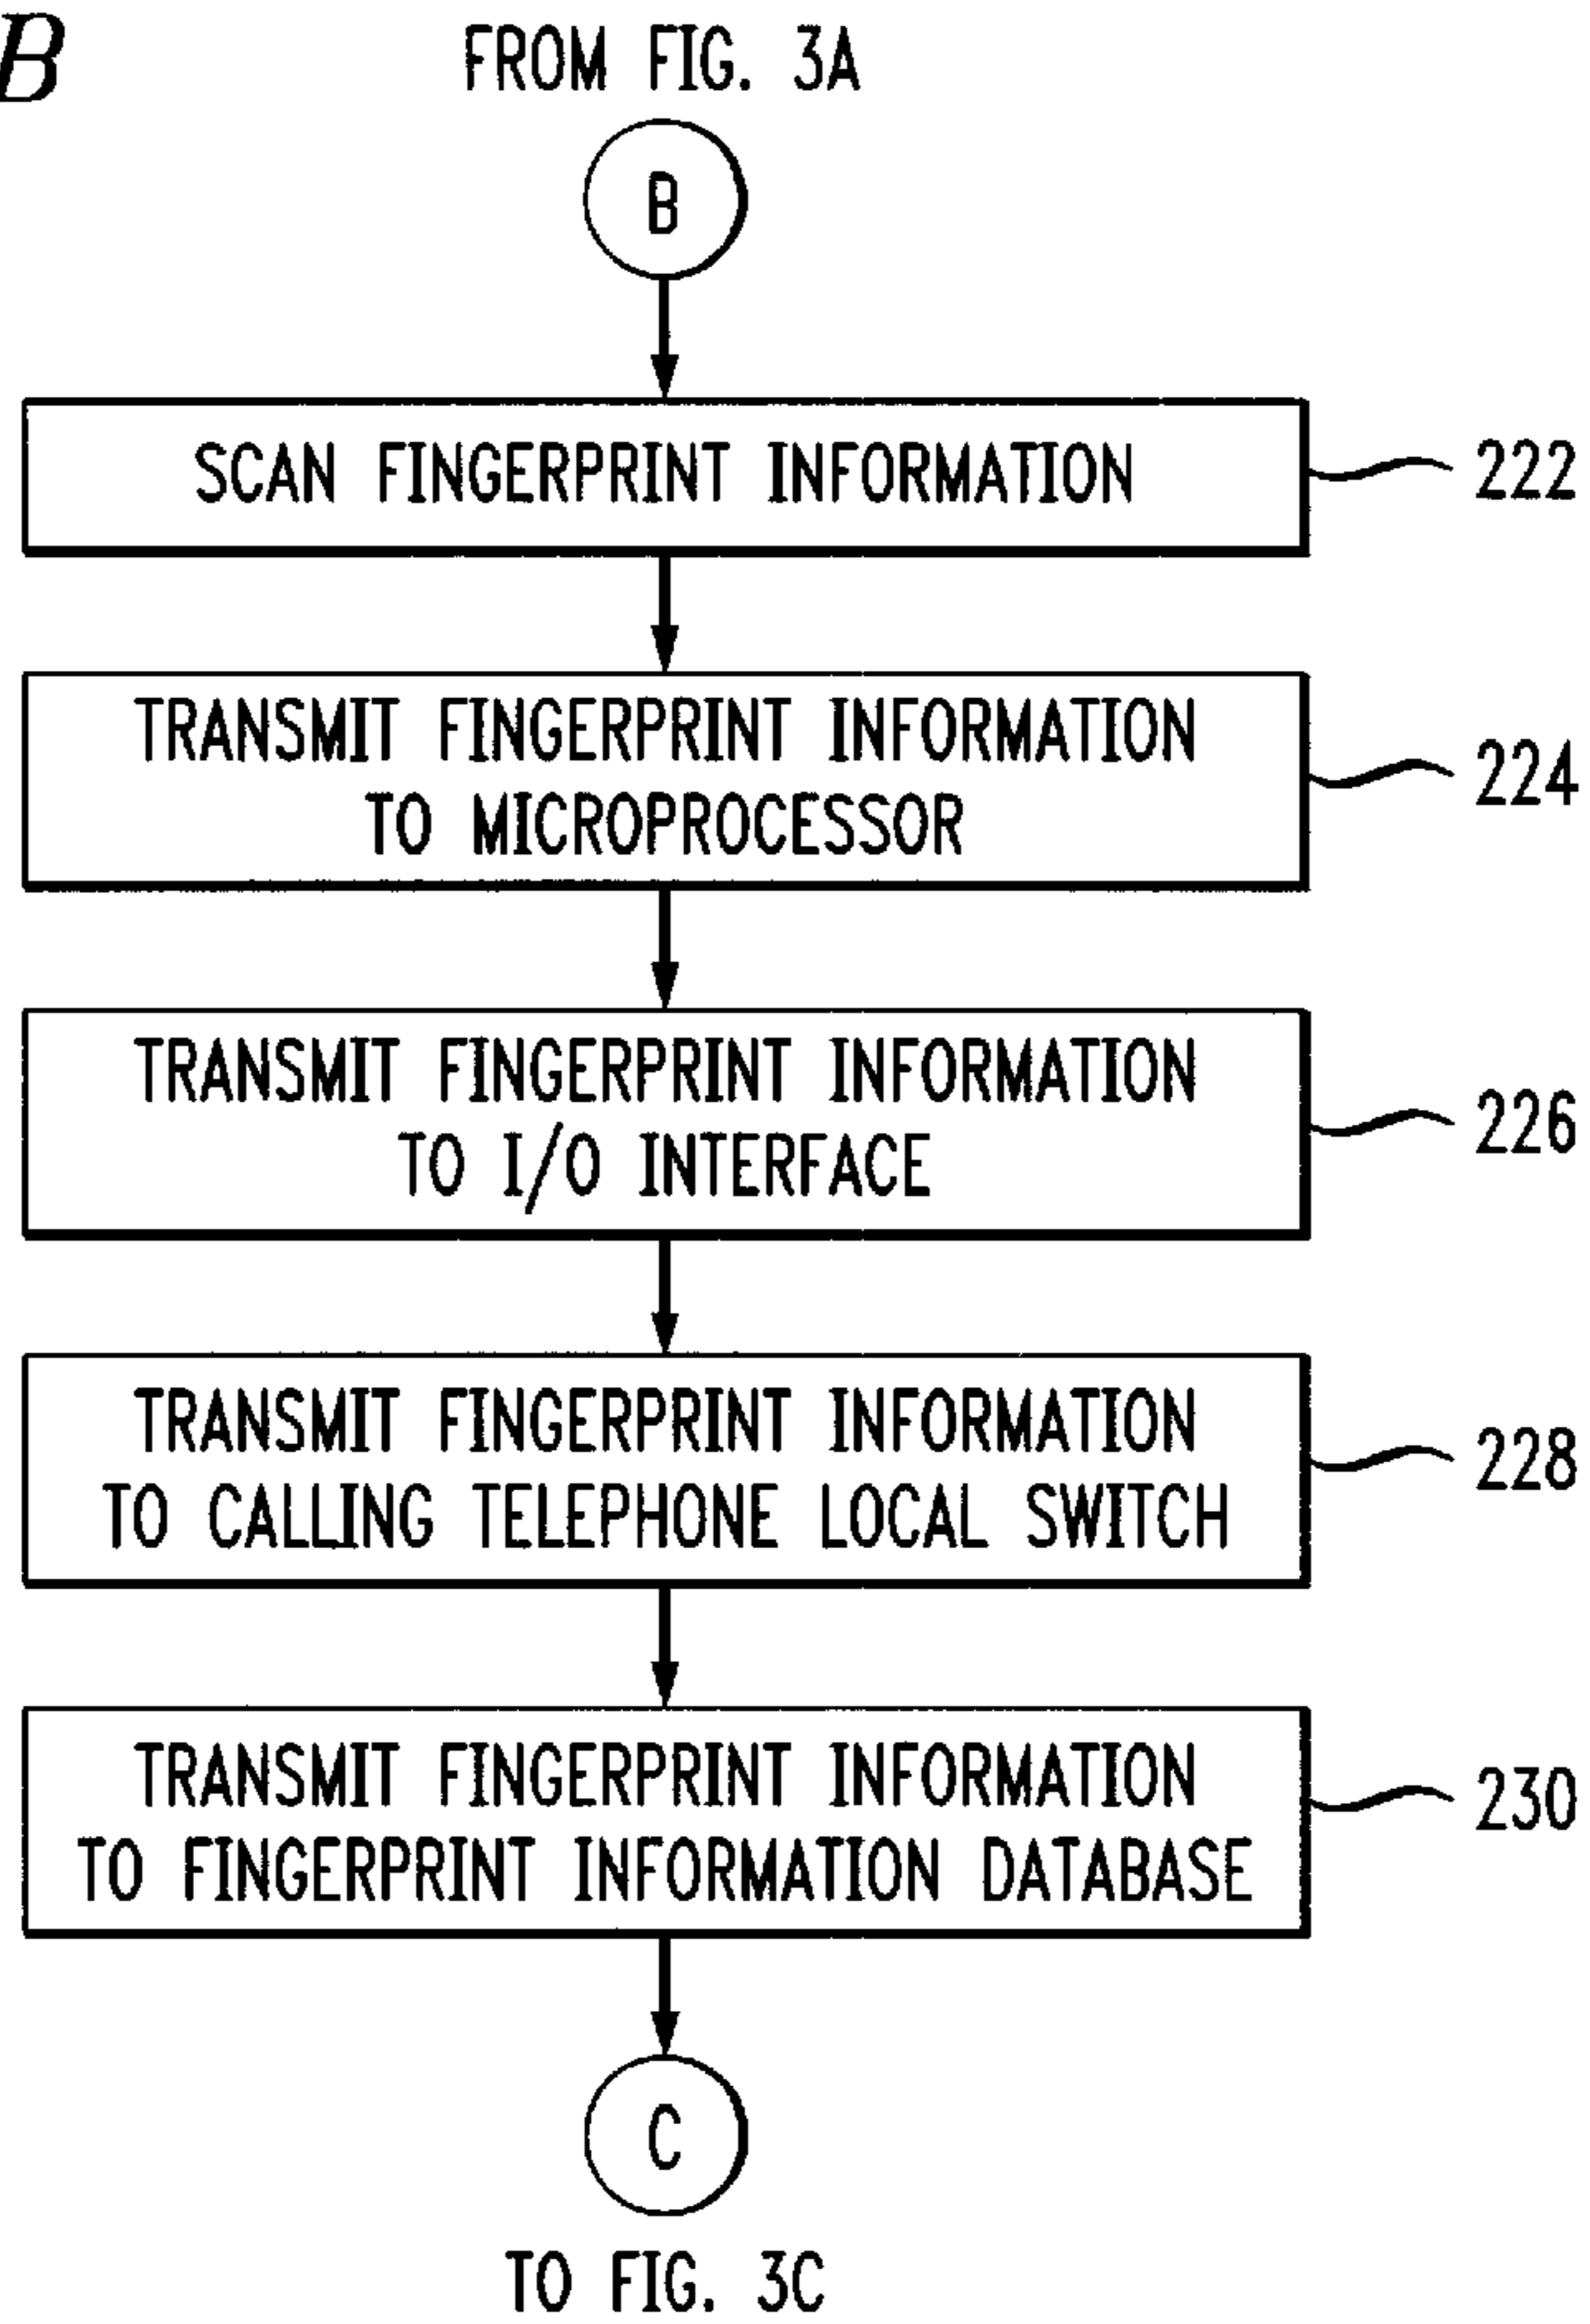 B
FROM FIG. 3A
B
SCAN FINGERPRINT INFORMATION
222
TRANSMIT FINGERPRINT INFORMATION
TO MICROPROCESSOR
224
TRANSMIT FINGERPRINT INFORMATION
TO I/O INTERFACE
226
TRANSMIT FINGERPRINT INFORMATION
TO CALLING TELEPHONE LOCAL SWITCH
228
TRANSMIT FINGERPRINT INFORMATION
TO FINGERPRINT INFORMATION DATABASE
230
C
TO FIG. 3C